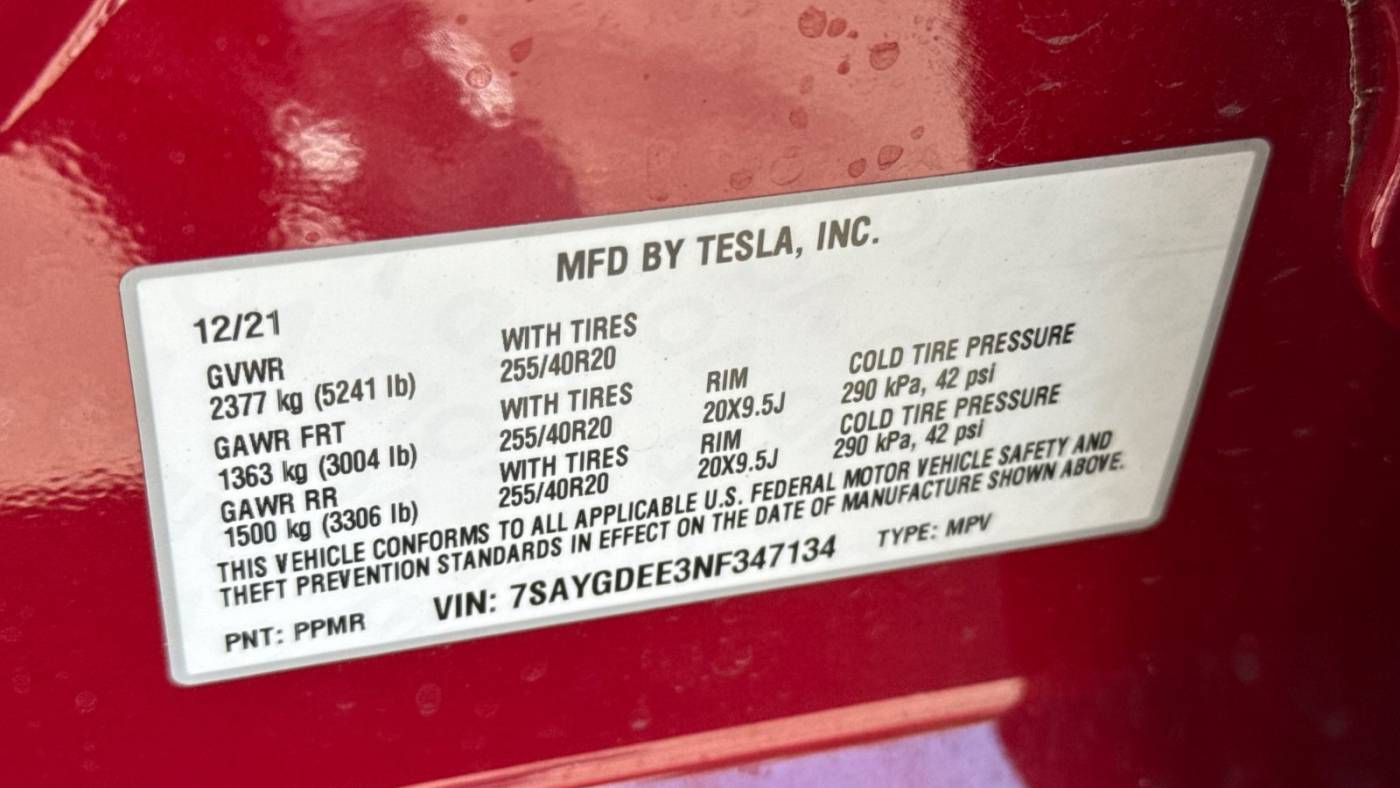 MFD BY TESLA, INC.
12/21
GVWR WITH TIRES
2377 kg (5241 lb) 255/40R20
GAWR FRT WITH TIRES RIM COLD TIRE PRESSURE
1363 kg (3004 lb) 255/40R20 20X9.5J 290 kPa, 42 psi
GAWR RR WITH TIRES RIM COLD TIRE PRESSURE
1500 kg (3306 lb) 255/40R20 20X9.5J 290 kPa, 42 psi
THIS VEHICLE CONFORMS TO ALL APPLICABLE U.S. FEDERAL MOTOR VEHICLE SAFETY AND
THEFT PREVENTION STANDARDS IN EFFECT ON THE DATE OF MANUFACTURE SHOWN ABOVE.
PNT: PPMR VIN: 7SAYGDEE3NF347134 TYPE: MPV